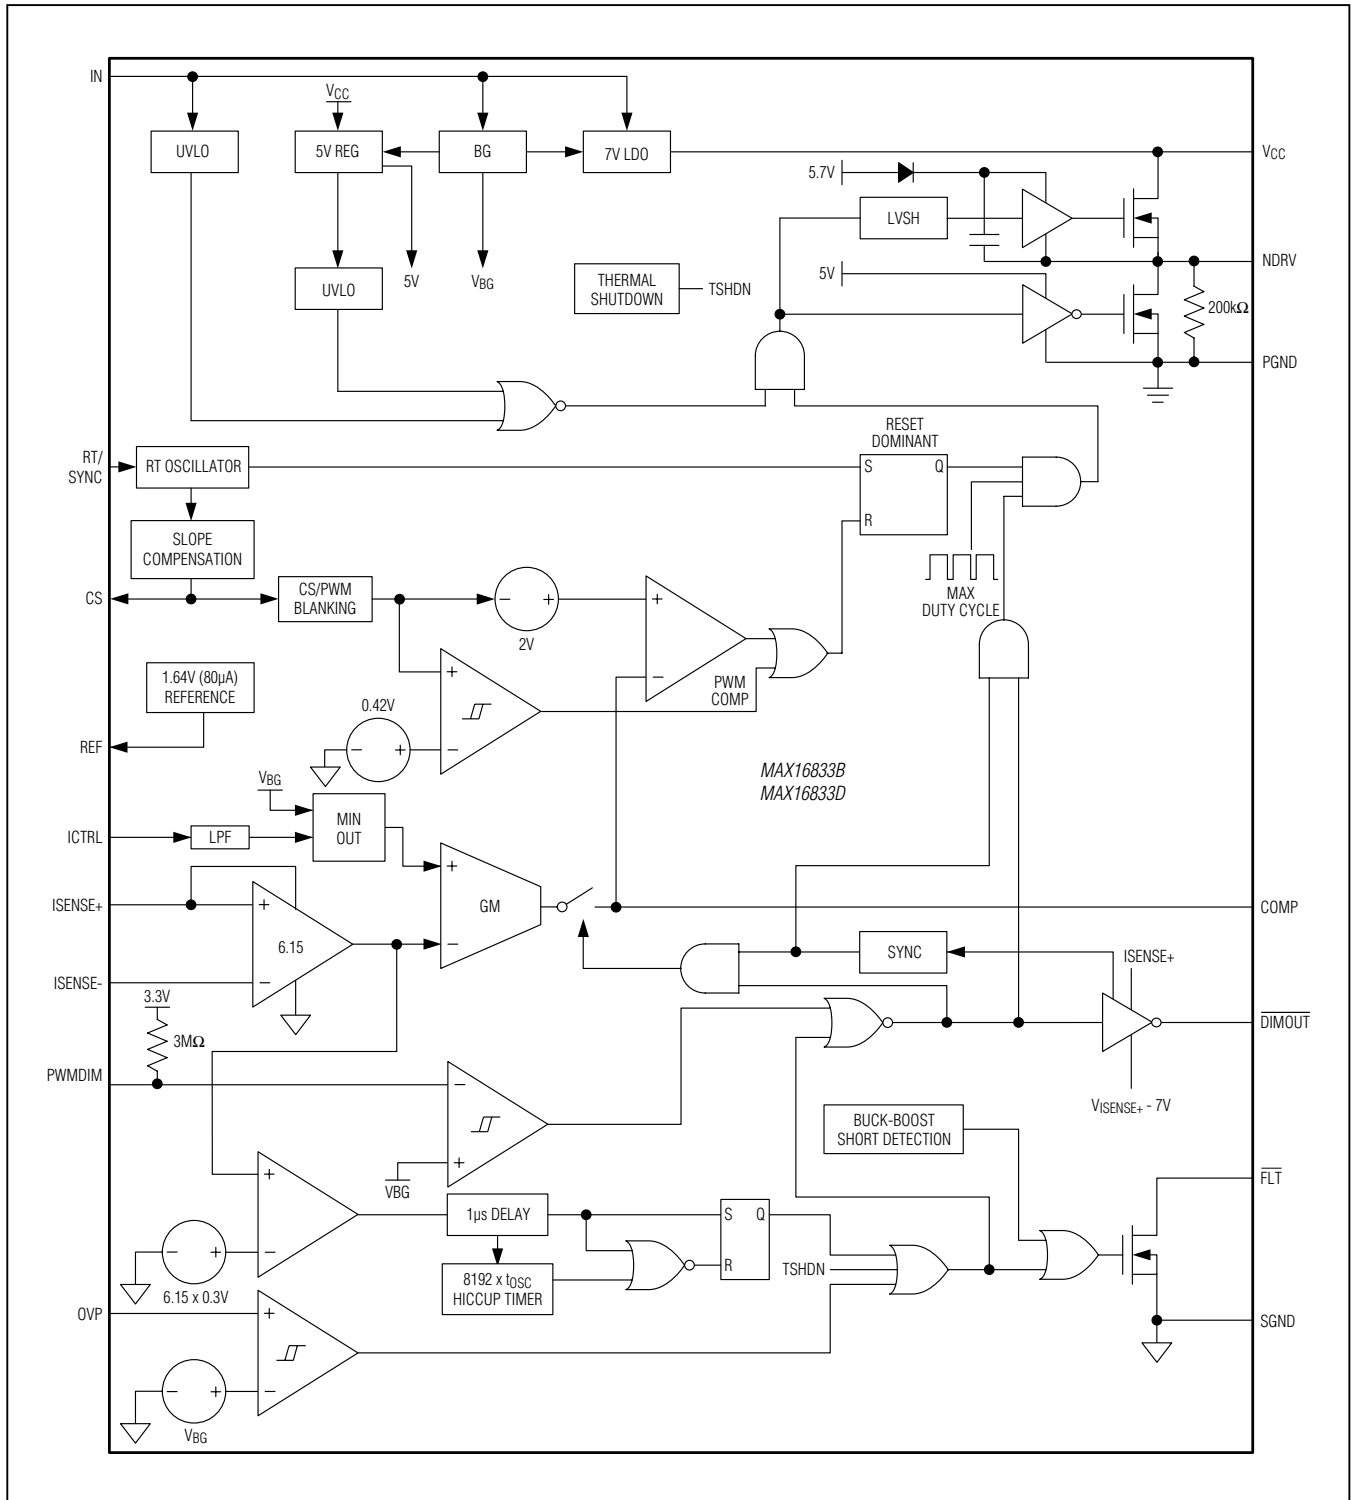 IN
VCC
UVLO
5V REG
BG
7V LDO
VCC
5.7V
LVSH
UVLO
5V
VBG
THERMAL
SHUTDOWN
TSHDN
5V
NDRV
200kΩ
PGND
RT/
SYNC
RT OSCILLATOR
RESET
DOMINANT
S
Q
R
SLOPE
COMPENSATION
CS
CS/PWM
BLANKING
-
+
2V
+
-
MAX
DUTY CYCLE
1.64V (80µA)
REFERENCE
REF
0.42V
-
+
+
-
PWM
COMP
MAX16833B
MAX16833D
VBG
MIN
OUT
ICTRL
LPF
+
-
GM
ISENSE+
+
6.15
-
ISENSE-
COMP
SYNC
ISENSE+
3.3V
3MΩ
DIMOUT
PWMDIM
-
+
VBG
VISENSE+ - 7V
BUCK-BOOST
SHORT DETECTION
FLT
+
-
1µs DELAY
S
Q
R
-
+
6.15 x 0.3V
8192 x tOSC
HICCUP TIMER
TSHDN
OVP
+
-
SGND
-
+
VBG